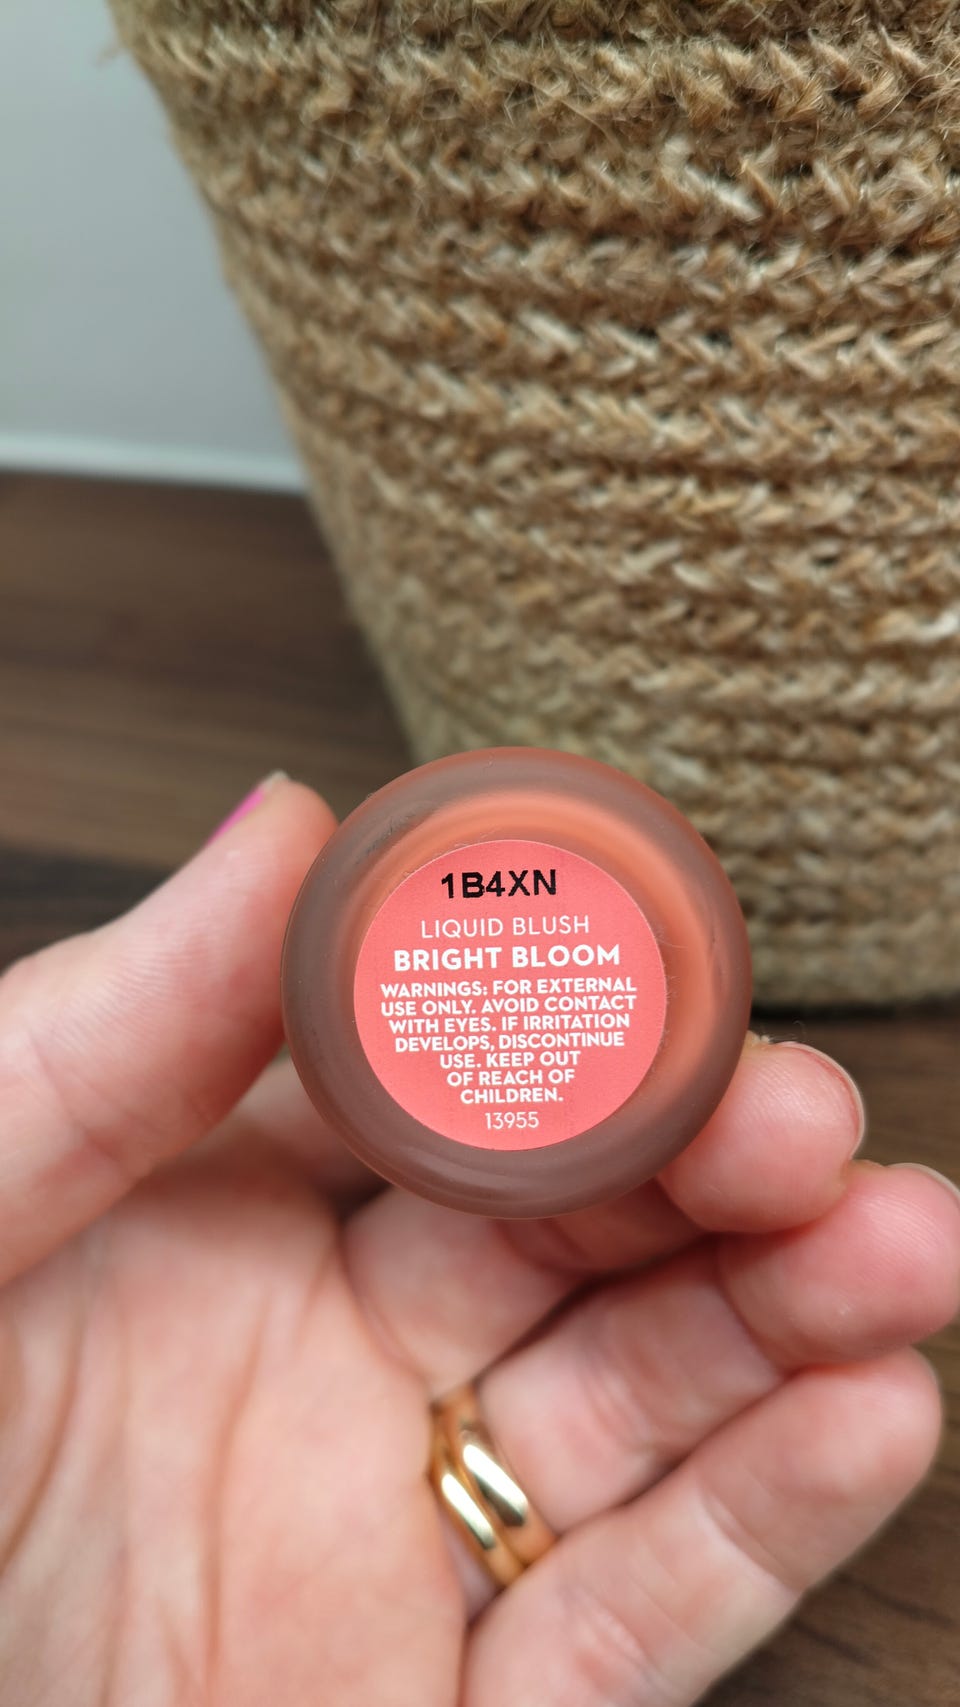 1B4XN
LIQUID BLUSH
BRIGHT BLOOM
WARNINGS: FOR EXTERNAL
USE ONLY. AVOID CONTACT
WITH EYES. IF IRRITATION
DEVELOPS, DISCONTINUE
USE. KEEP OUT
OF REACH OF
CHILDREN.
13955